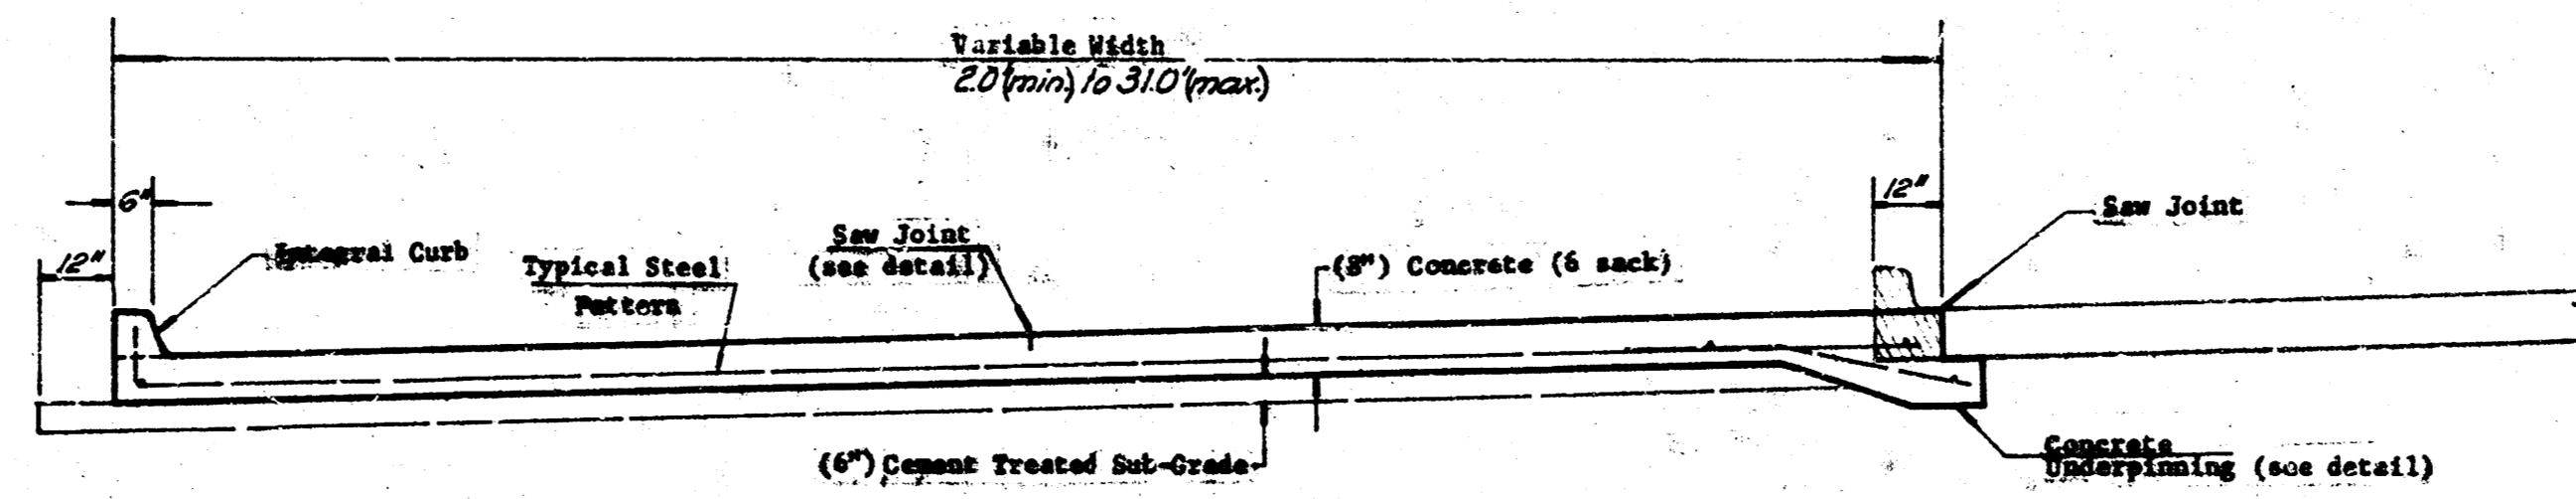 Variable Width
2.0'(min.) to 31.0'(max.)
6"
12"
12"
Integral Curb
Typical Steel
Pattern
Saw Joint
(see detail)
(8") Concrete (6 sack)
Saw Joint
(6") Cement Treated Sub-Grade
Concrete
Underpinning (see detail)